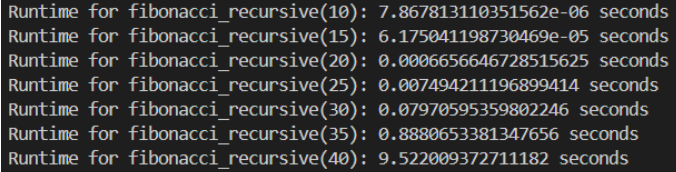 Runtime for fibonacci_recursive(10): 7.867813110351562e-06 seconds
Runtime for fibonacci_recursive(15): 6.175041198730469e-05 seconds
Runtime for fibonacci_recursive(20): 0.0006656646728515625 seconds
Runtime for fibonacci_recursive(25): 0.007494211196899414 seconds
Runtime for fibonacci_recursive(30): 0.07970595359802246 seconds
Runtime for fibonacci_recursive(35): 0.8880653381347656 seconds
Runtime for fibonacci_recursive(40): 9.522009372711182 seconds